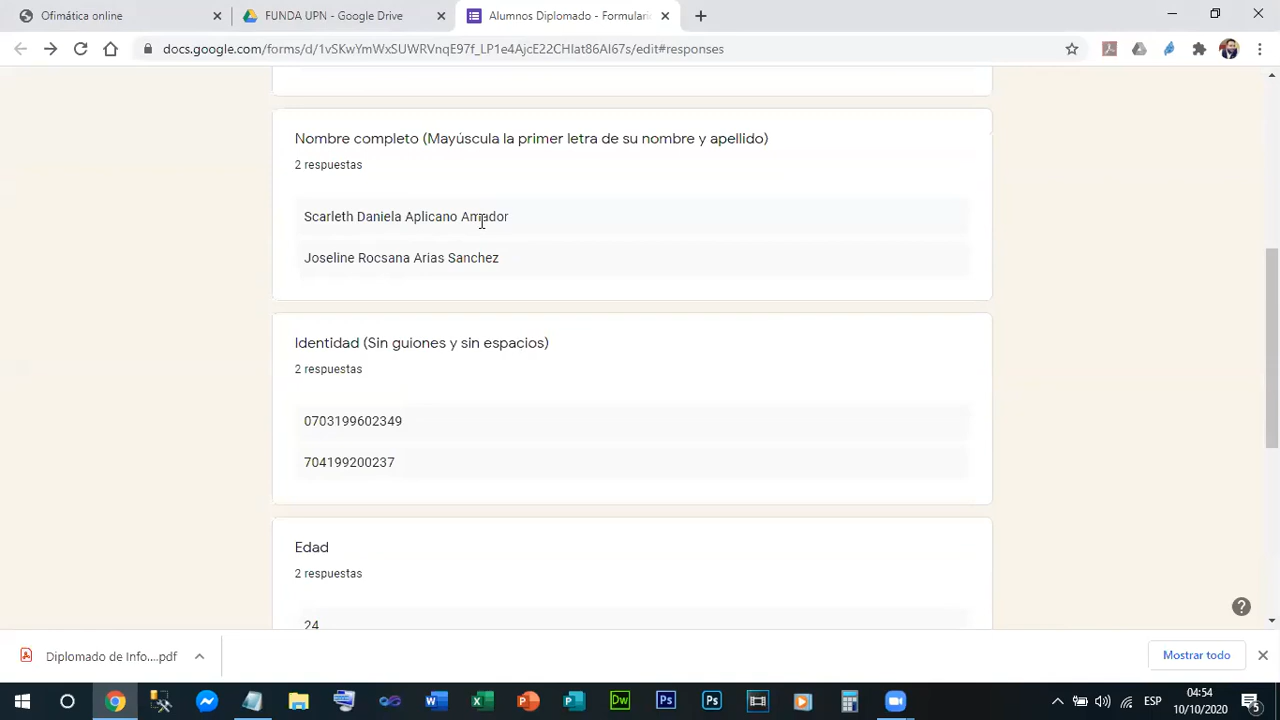 Ofimática online
FUNDA UPN - Google Drive
Alumnos Diplomado - Formulari
docs.google.com/forms/d/1vSKwYmWxSUWRVnqE97f_LP1e4AjcE22CHIat86AI67s/edit#responses
Nombre completo (Mayúscula la primer letra de su nombre y apellido)
2 respuestas
Scarleth Daniela Aplicano Amador
Joseline Rocsana Arias Sanchez
Identidad (Sin guiones y sin espacios)
2 respuestas
0703199602349
704199200237
Edad
2 respuestas
24
Diplomado de Info....pdf
Mostrar todo
ESP
04:54
10/10/2020
5